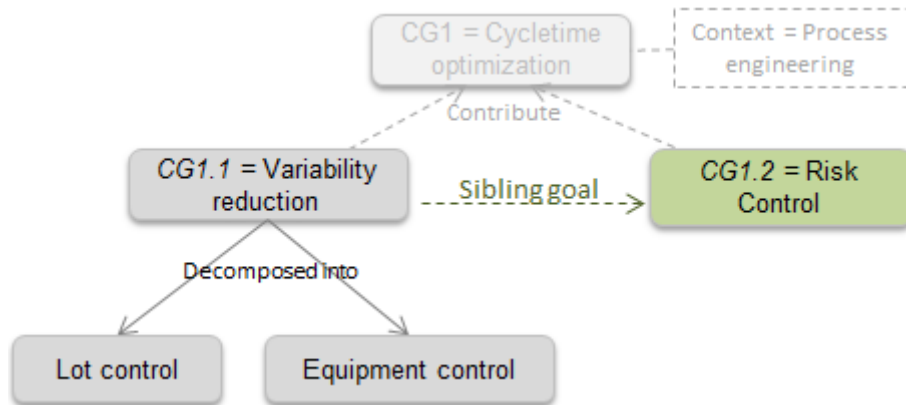 CG1 = Cycletime
optimization
Context = Process
engineering
Contribute
CG1.1 = Variability
reduction
Sibling goal
CG1.2 = Risk
Control
Decomposed into
Lot control
Equipment control